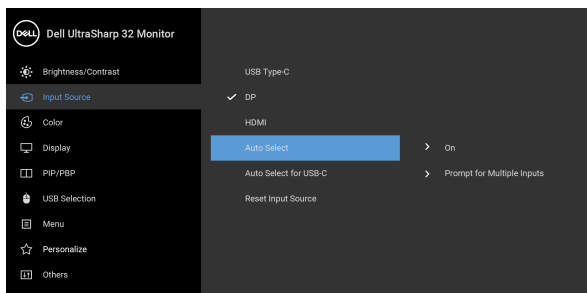 DELL Dell UltraSharp 32 Monitor
Brightness/Contrast USB Type-C
Input Source DP
Color HDMI
Display Auto Select On
PIP/PBP Auto Select for USB-C Prompt for Multiple Inputs
USB Selection Reset Input Source
Menu
Personalize
Others